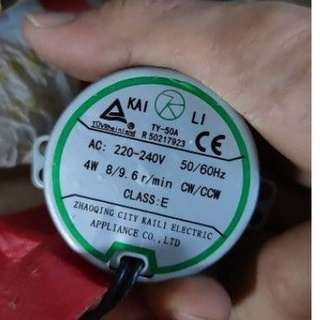 KAI LI
TÜVRheinland
TY-50A
R 50217923
CE
AC: 220-240V 50/60Hz
4W 8/9.6 r/min CW/CCW
CLASS:E
ZHAOQING CITY KAILI ELECTRIC
APPLIANCE CO., LTD